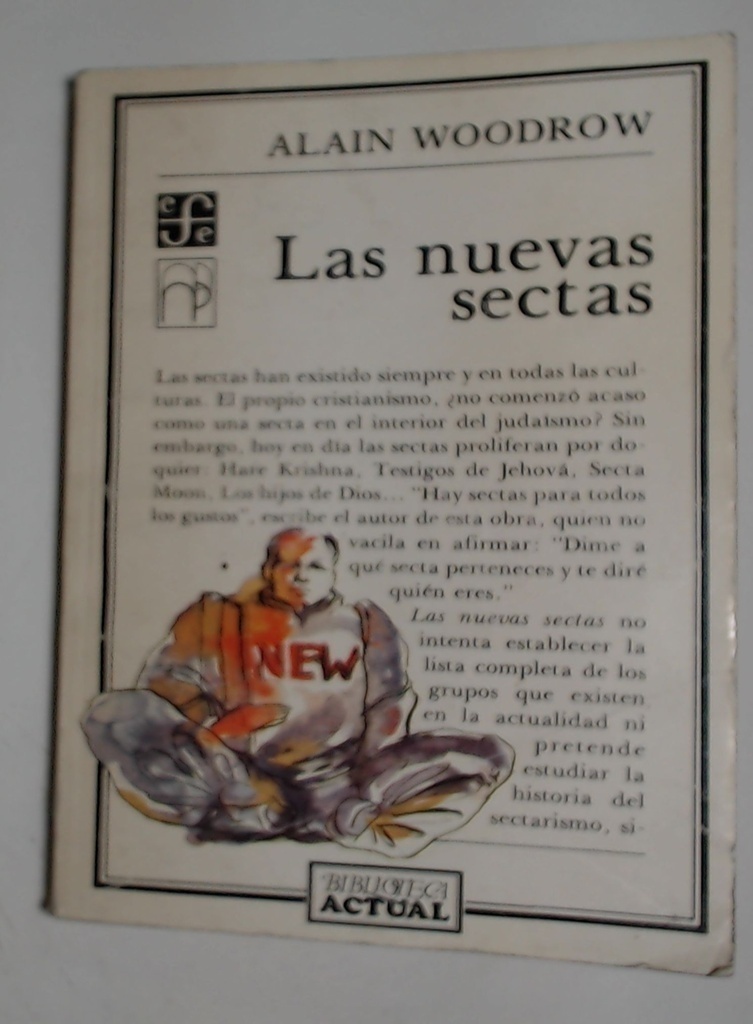 ALAIN WOODROW
efe
Las nuevas
sectas
Las sectas han existido siempre y en todas las cul-
turas. El propio cristianismo, ¿no comenzó acaso
como una secta en el interior del judaísmo? Sin
embargo, hoy en día las sectas proliferan por do-
quier: Hare Krishna, Testigos de Jehová, Secta
Moon, Los hijos de Dios... "Hay sectas para todos
los gustos", escribe el autor de esta obra, quien no
vacila en afirmar: "Dime a
qué secta perteneces y te diré
quién eres."
Las nuevas sectas no
intenta establecer la
lista completa de los
grupos que existen
en la actualidad ni
pretende
estudiar la
historia del
sectarismo, si-
NEW
BIBLIOTECA
ACTUAL